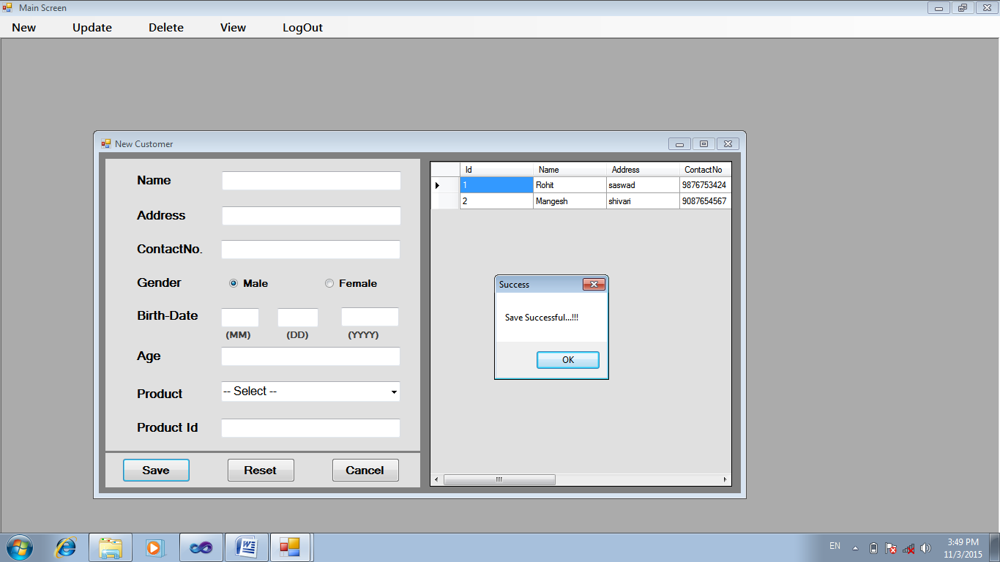 Main Screen
New Update Delete View LogOut
New Customer
Name
Address
ContactNo.
Gender Male Female
Birth-Date
(MM) (DD) (YYYY)
Age
Product -- Select --
Product Id
Save Reset Cancel
Id Name Address ContactNo
1 Rohit saswad 9876753424
2 Mangesh shivari 9087654567
Success
Save Successful...!!!
OK
EN
3:49 PM
11/3/2015